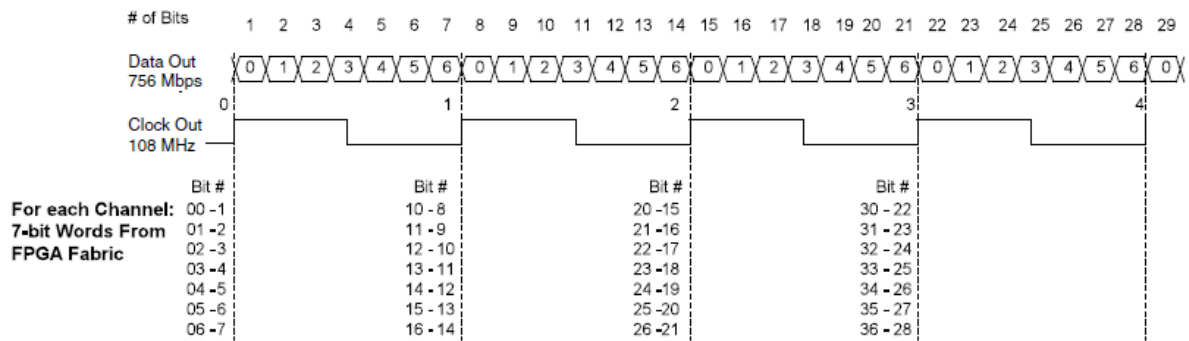 # of Bits 1 2 3 4 5 6 7 8 9 10 11 12 13 14 15 16 17 18 19 20 21 22 23 24 25 26 27 28 29
Data Out 0 1 2 3 4 5 6 0 1 2 3 4 5 6 0 1 2 3 4 5 6 0 1 2 3 4 5 6 0
756 Mbps
0 1 2 3 4
Clock Out
108 MHz
Bit # Bit # Bit # Bit #
For each Channel: 00 -1 10 - 8 20 -15 30 - 22
7-bit Words From 01 -2 11 - 9 21 -16 31 - 23
FPGA Fabric 02 -3 12 - 10 22 -17 32 - 24
03 -4 13 - 11 23 -18 33 - 25
04 -5 14 - 12 24 -19 34 - 26
05 -6 15 - 13 25 -20 35 - 27
06 -7 16 - 14 26 -21 36 - 28